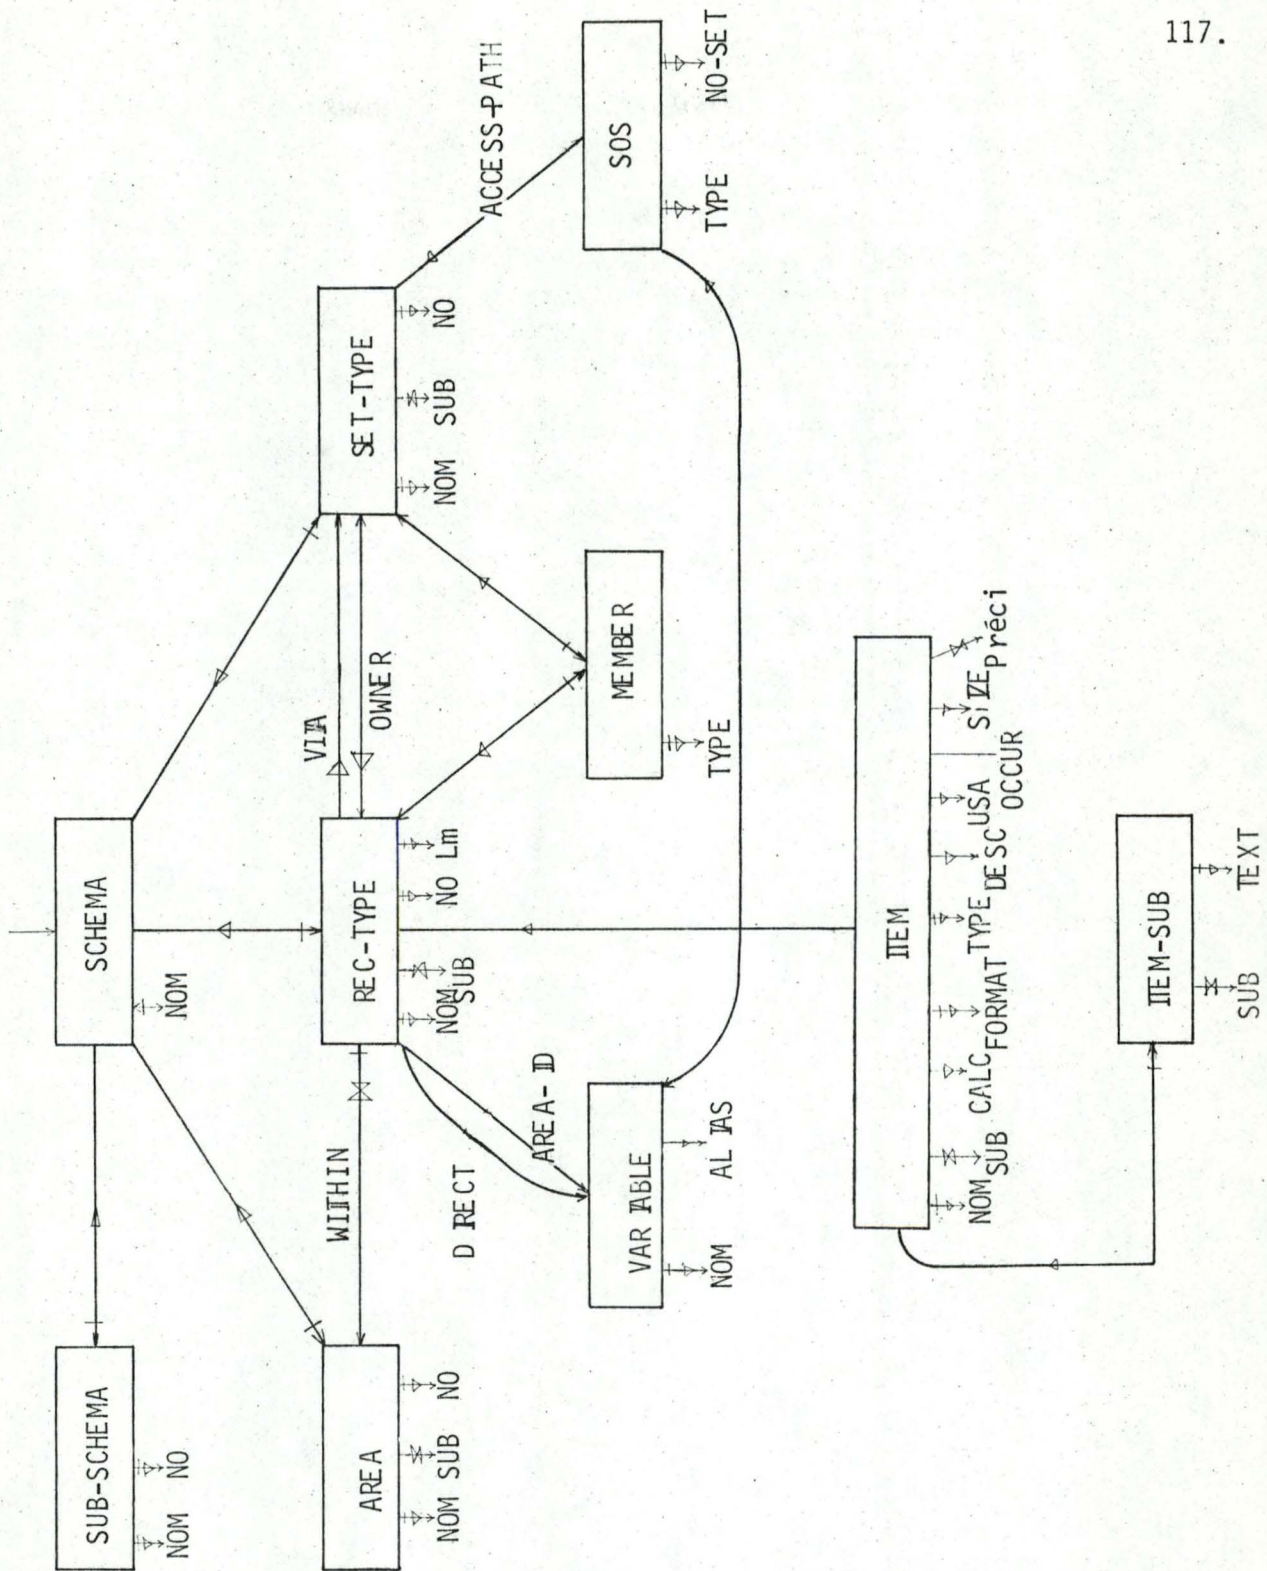 117.
SUB-SCHEMA
NOM NO
SCHEMA
NOM
AREA
NOM SUB NO
WITHIN
REC-TYPE
NOM SUB NO Lm
VIA
OWNER
SET-TYPE
NOM SUB NO
ACCESS-PATH
DIRECT
AREA-ID
VARIABLE
NOM ALIAS
MEMBER
TYPE
SOS
TYPE NO-SET
ITEM
NOM SUB CALC FORMAT TYPE DESC USA OCCUR SIZE Préci
ITEM-SUB
SUB TEXT